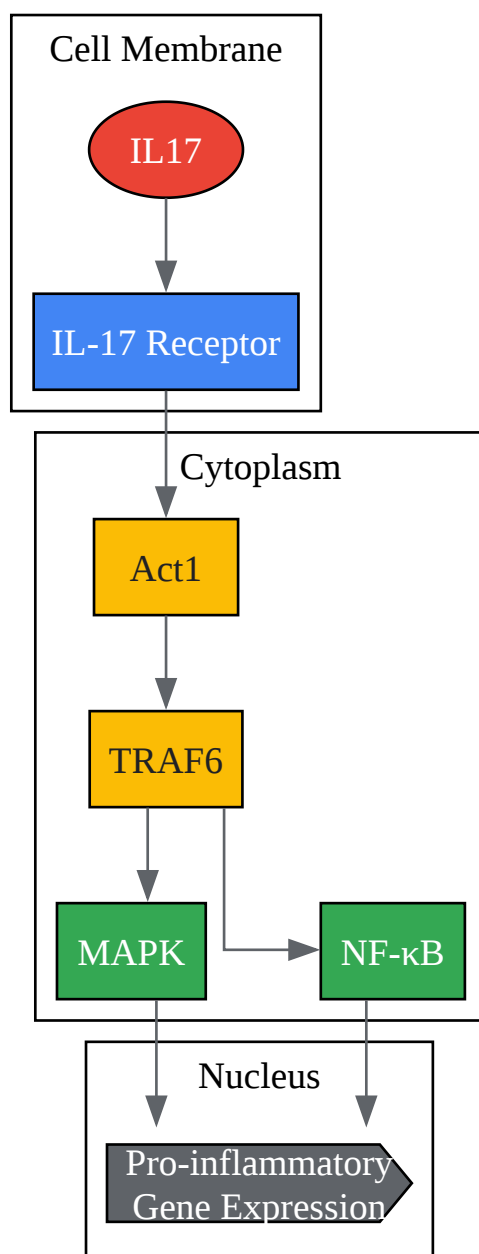 Cell Membrane
IL17
IL-17 Receptor
Cytoplasm
Act1
TRAF6
MAPK
NF-κB
Nucleus
Pro-inflammatory
Gene Expression